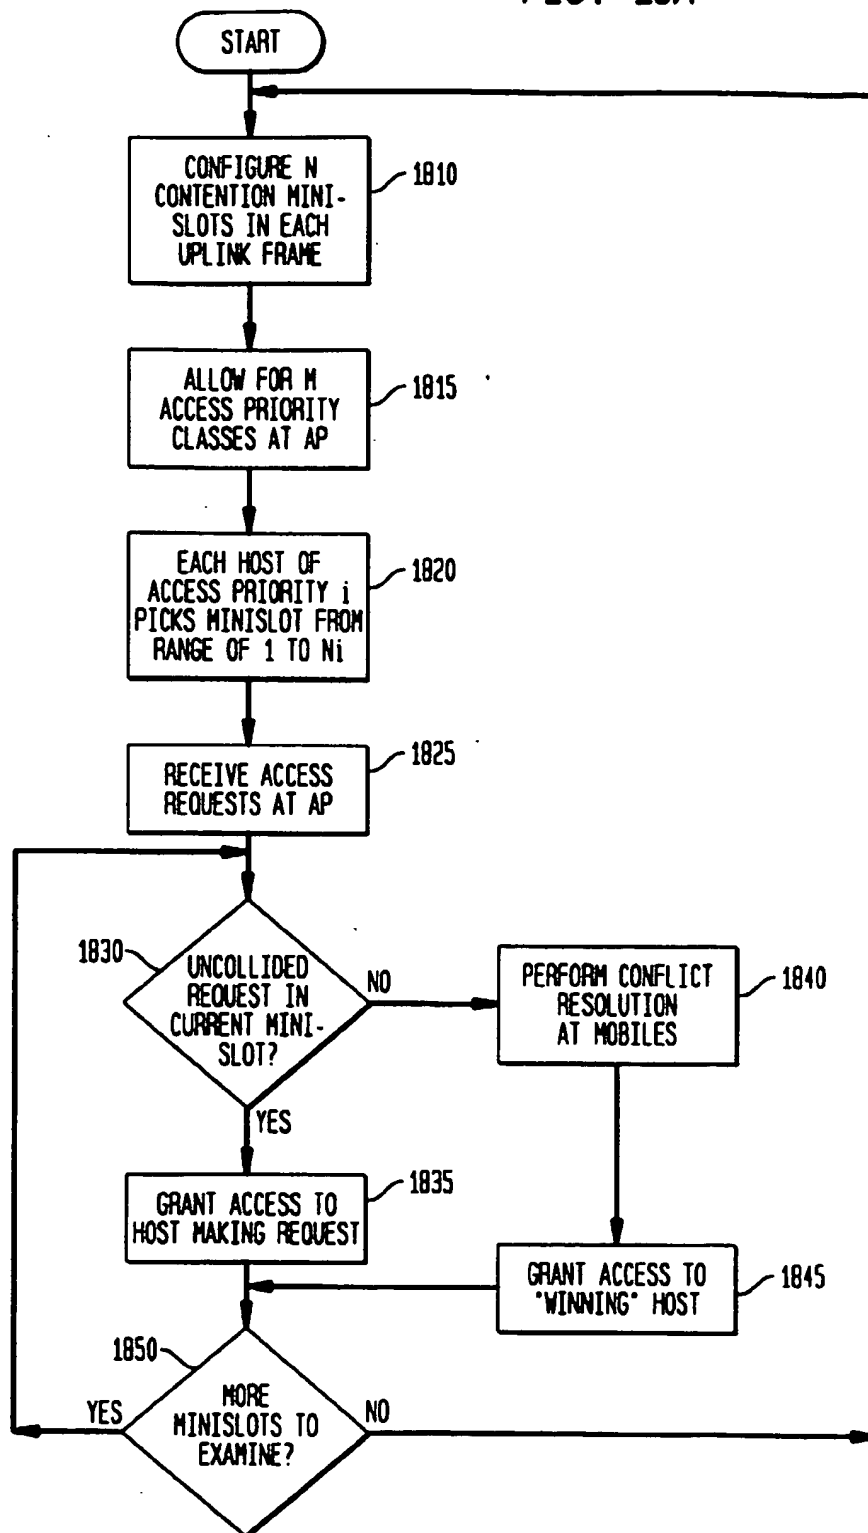 START
CONFIGURE N
CONTENTION MINI-
SLOTS IN EACH
UPLINK FRAME
1810
ALLOW FOR M
ACCESS PRIORITY
CLASSES AT AP
1815
EACH HOST OF
ACCESS PRIORITY i
PICKS MINISLOT FROM
RANGE OF 1 TO Ni
1820
RECEIVE ACCESS
REQUESTS AT AP
1825
1830
UNCOLLIDED
REQUEST IN
CURRENT MINI-
SLOT?
NO
YES
PERFORM CONFLICT
RESOLUTION
AT MOBILES
1840
GRANT ACCESS TO
HOST MAKING REQUEST
1835
GRANT ACCESS TO
"WINNING" HOST
1845
1850
MORE
MINISLOTS TO
EXAMINE?
YES
NO